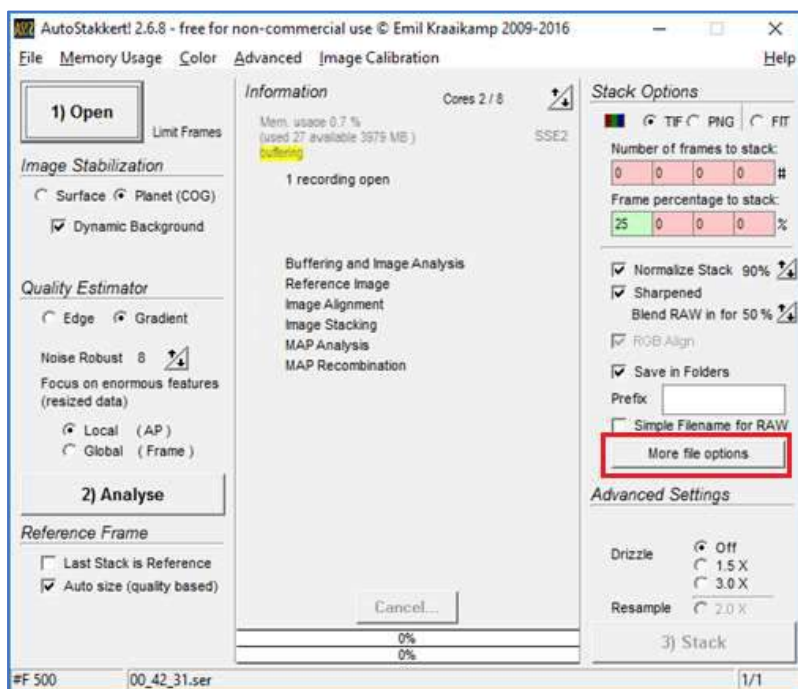 AutoStakkert! 2.6.8 - free for non-commercial use © Emil Kraaikamp 2009-2016
File Memory Usage Color Advanced Image Calibration Help
1) Open
Limit Frames
Image Stabilization
Surface Planet (COG)
Dynamic Background
Quality Estimator
Edge Gradient
Noise Robust 8
Focus on enormous features
(resized data)
Local (AP)
Global (Frame)
2) Analyse
Reference Frame
Last Stack is Reference
Auto size (quality based)
Information
Cores 2 / 8
Mem. usage 0.7 %
(used 27 available 3979 MB )
SSE2
buffering
1 recording open
Buffering and Image Analysis
Reference Image
Image Alignment
Image Stacking
MAP Analysis
MAP Recombination
Cancel...
0%
0%
Stack Options
TIF PNG FIT
Number of frames to stack:
0 0 0 0 #
Frame percentage to stack:
25 0 0 0 %
Normalize Stack 90%
Sharpened
Blend RAW in for 50 %
RGB Align
Save in Folders
Prefix
Simple Filename for RAW
More file options
Advanced Settings
Drizzle
Off
1.5 X
3.0 X
Resample 2.0 X
3) Stack
#F 500 00_42_31.ser 1/1